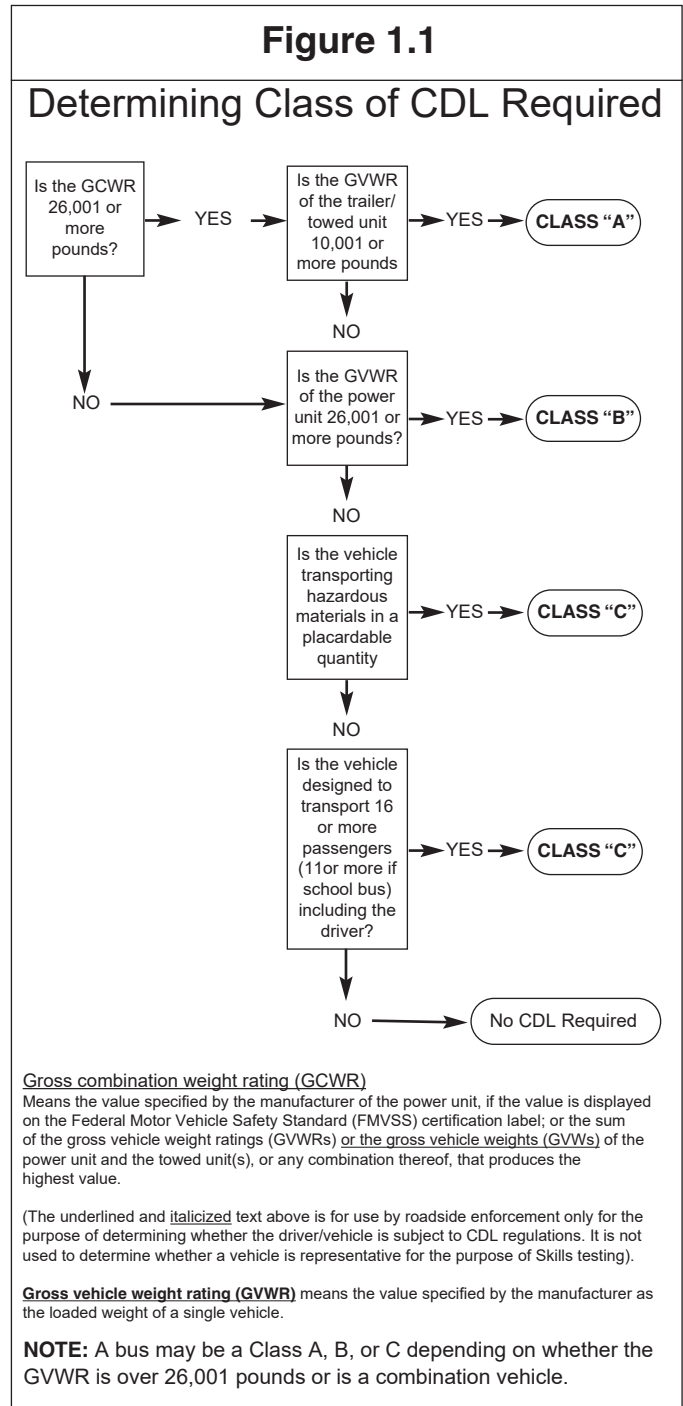 Figure 1.1
Determining Class of CDL Required
Is the GCWR
26,001 or
more
pounds?
YES
Is the GVWR
of the trailer/
towed unit
10,001 or
more pounds
YES
CLASS “A”
NO
NO
Is the GVWR
of the power
unit 26,001 or
more pounds?
YES
CLASS “B”
NO
Is the vehicle
transporting
hazardous
materials in a
placardable
quantity
YES
CLASS “C”
NO
Is the vehicle
designed to
transport 16
or more
passengers
(11or more if
school bus)
including the
driver?
YES
CLASS “C”
NO
No CDL Required
Gross combination weight rating (GCWR)
Means the value specified by the manufacturer of the power unit, if the value is displayed
on the Federal Motor Vehicle Safety Standard (FMVSS) certification label; or the sum
of the gross vehicle weight ratings (GVWRs) or the gross vehicle weights (GVWs) of the
power unit and the towed unit(s), or any combination thereof, that produces the
highest value.
(The underlined and italicized text above is for use by roadside enforcement only for the
purpose of determining whether the driver/vehicle is subject to CDL regulations. It is not
used to determine whether a vehicle is representative for the purpose of Skills testing).
Gross vehicle weight rating (GVWR) means the value specified by the manufacturer as
the loaded weight of a single vehicle.
NOTE: A bus may be a Class A, B, or C depending on whether the
GVWR is over 26,001 pounds or is a combination vehicle.